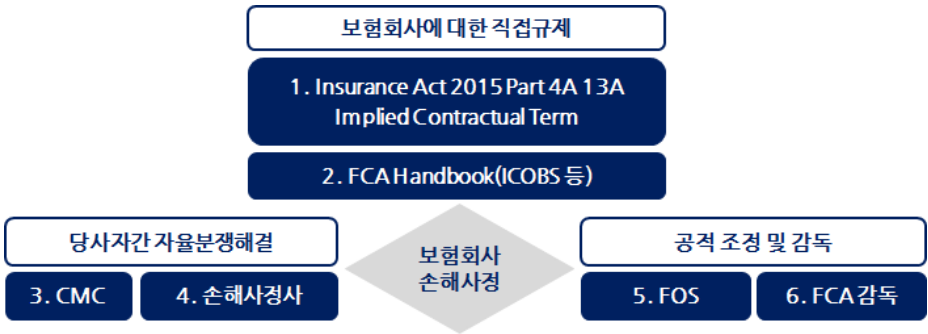 보험회사에 대한 직접규제
1. Insurance Act 2015 Part 4A 13A
Implied Contractual Term
2. FCA Handbook(ICOBS 등)
당사자간 자율분쟁해결
3. CMC
4. 손해사정사
보험회사
손해사정
공적 조정 및 감독
5. FOS
6. FCA 감독